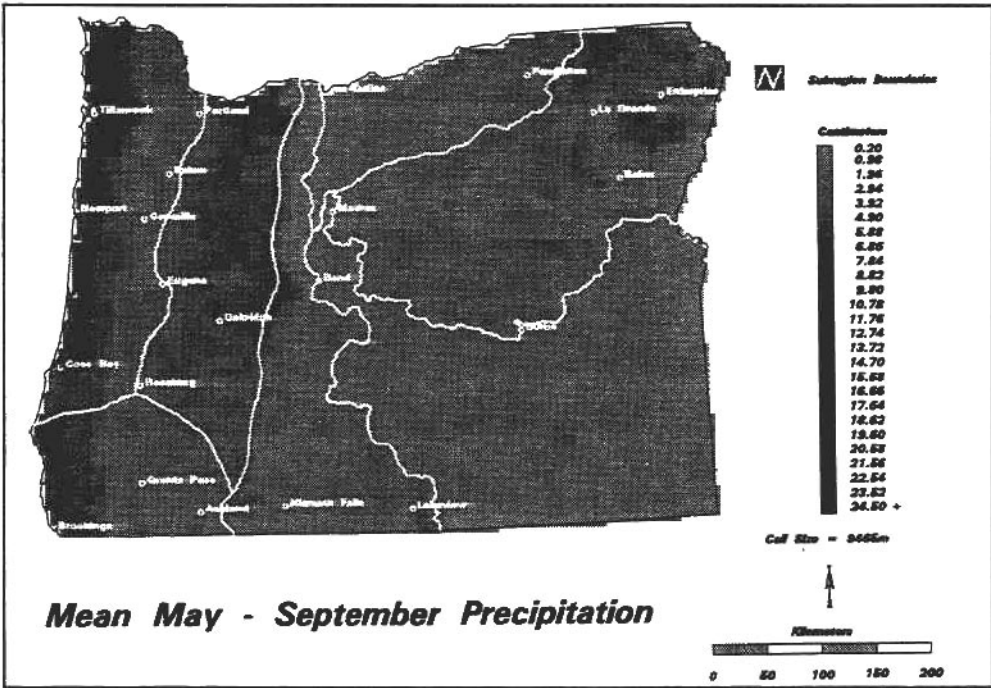 Pendleton
Dalles
Enterprise
Tillamook
Portland
La Grande
Salem
Baker
Newport
Corvallis
Madras
Eugene
Bend
Oakridge
Burns
Coos Bay
Roseburg
Grants Pass
Ashland
Klamath Falls
Lakeview
Brookings
Subregion Boundaries
Centimeters
0.20
0.98
1.96
2.94
3.92
4.90
5.88
6.86
7.84
8.82
9.80
10.78
11.76
12.74
13.72
14.70
15.68
16.66
17.64
18.62
19.60
20.58
21.56
22.54
23.52
24.50 +
Mean May - September Precipitation
Kilometers
0 50 100 150 200